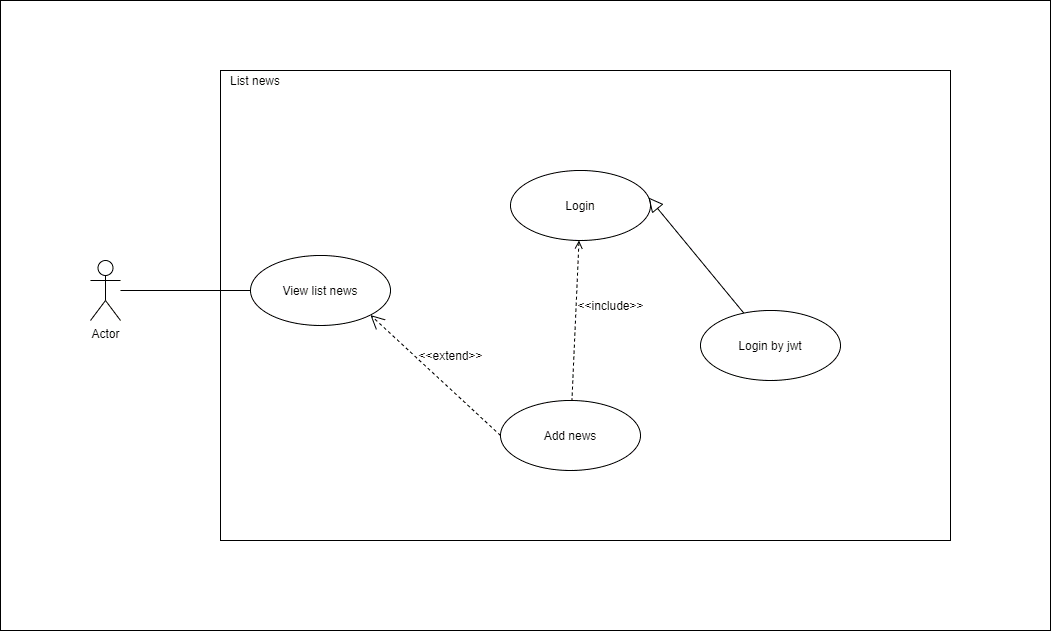 List news
Login
View list news
<<include>>
Actor
Login by jwt
<<extend>>
Add news